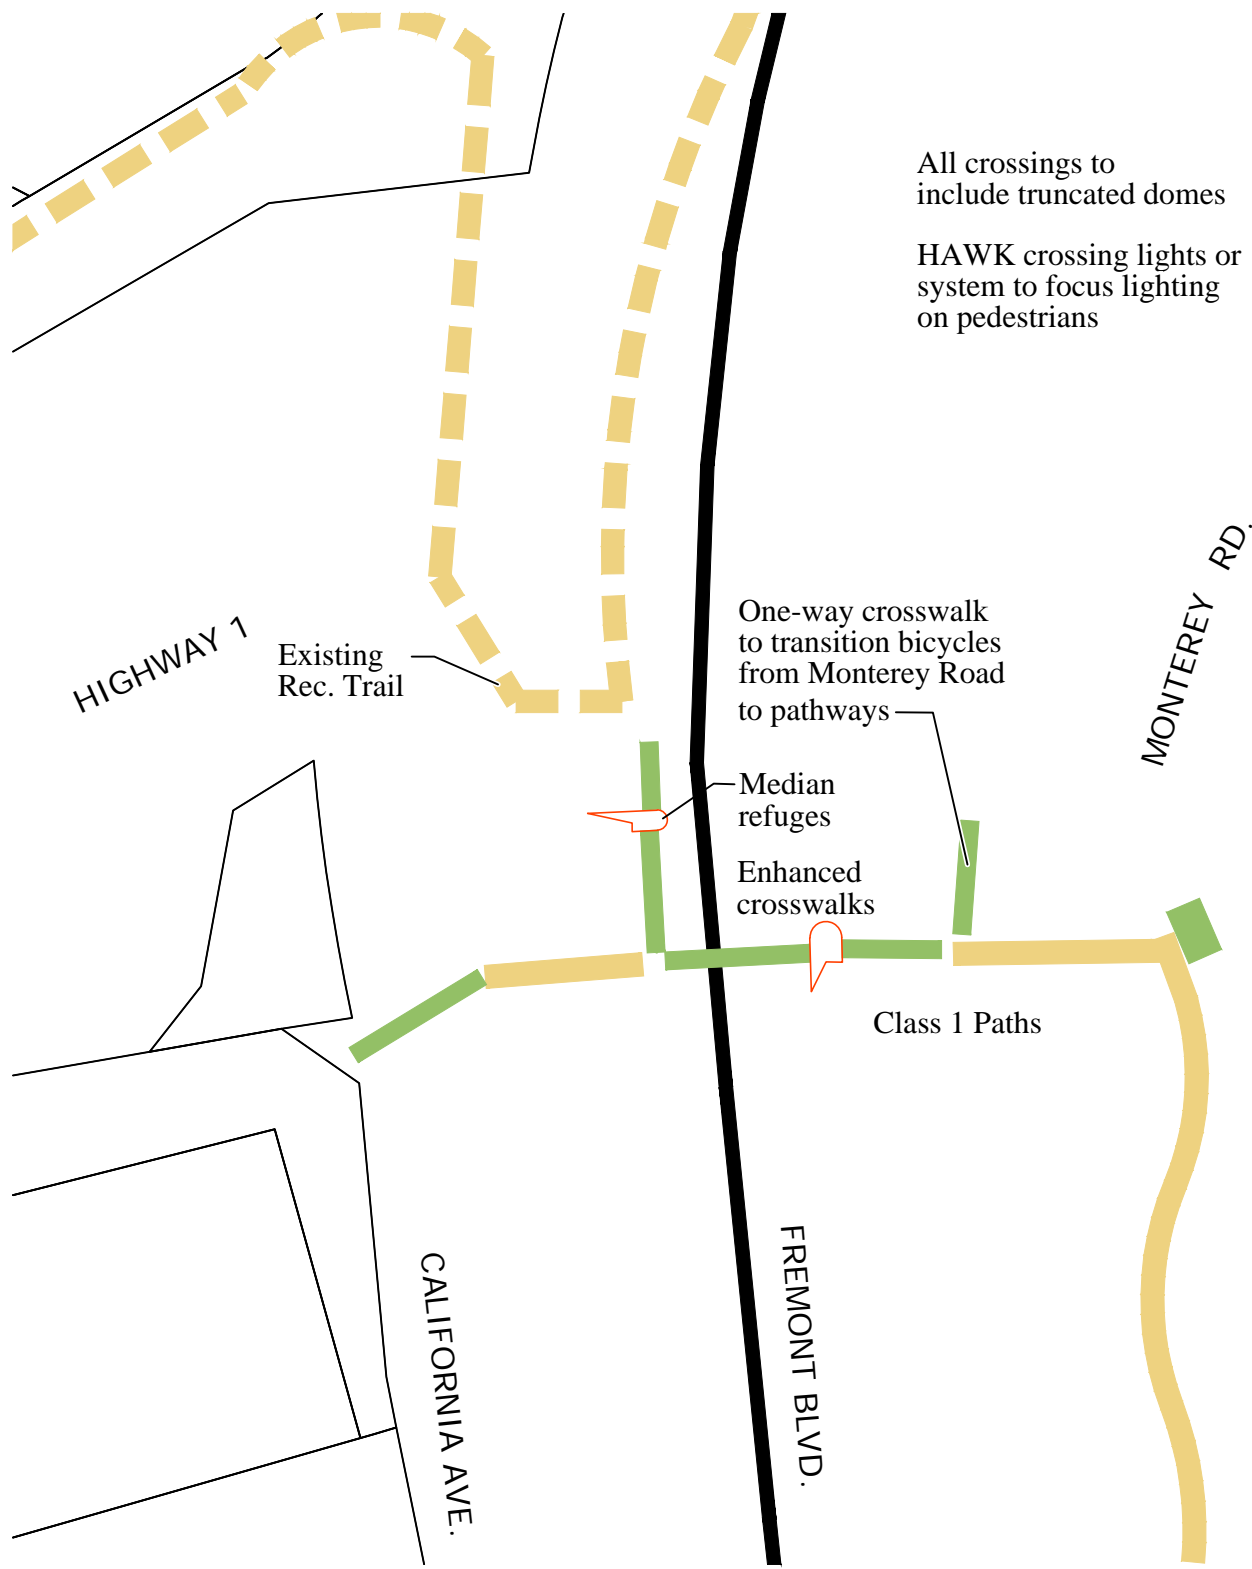 All crossings to
include truncated domes
HAWK crossing lights or
system to focus lighting
on pedestrians
MONTEREY RD.
HIGHWAY 1
Existing
Rec. Trail
One-way crosswalk
to transition bicycles
from Monterey Road
to pathways
Median
refuges
Enhanced
crosswalks
Class 1 Paths
CALIFORNIA AVE.
FREMONT BLVD.